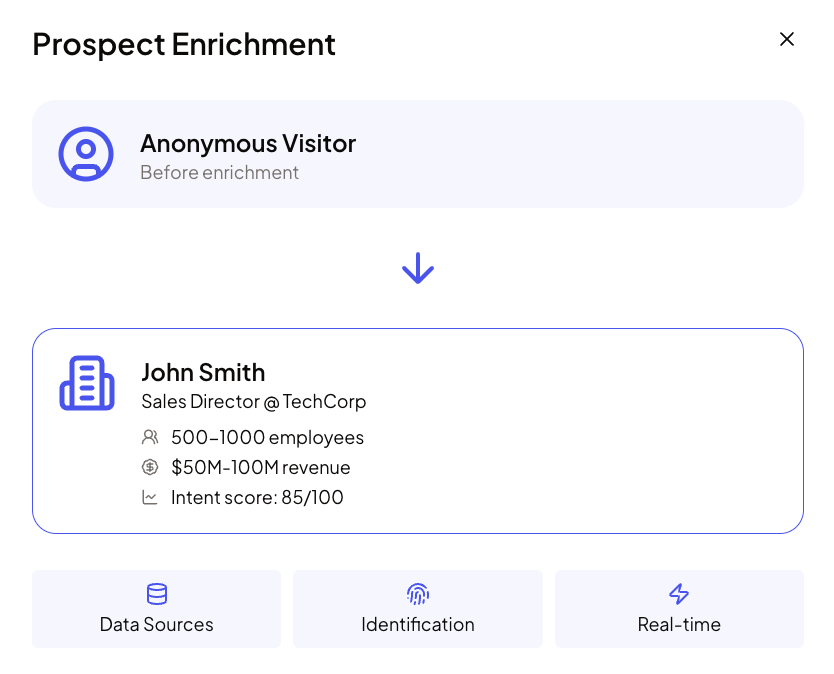 Prospect Enrichment
Anonymous Visitor
Before enrichment
John Smith
Sales Director @ TechCorp
500–1000 employees
$50M-100M revenue
Intent score: 85/100
Data Sources
Identification
Real-time